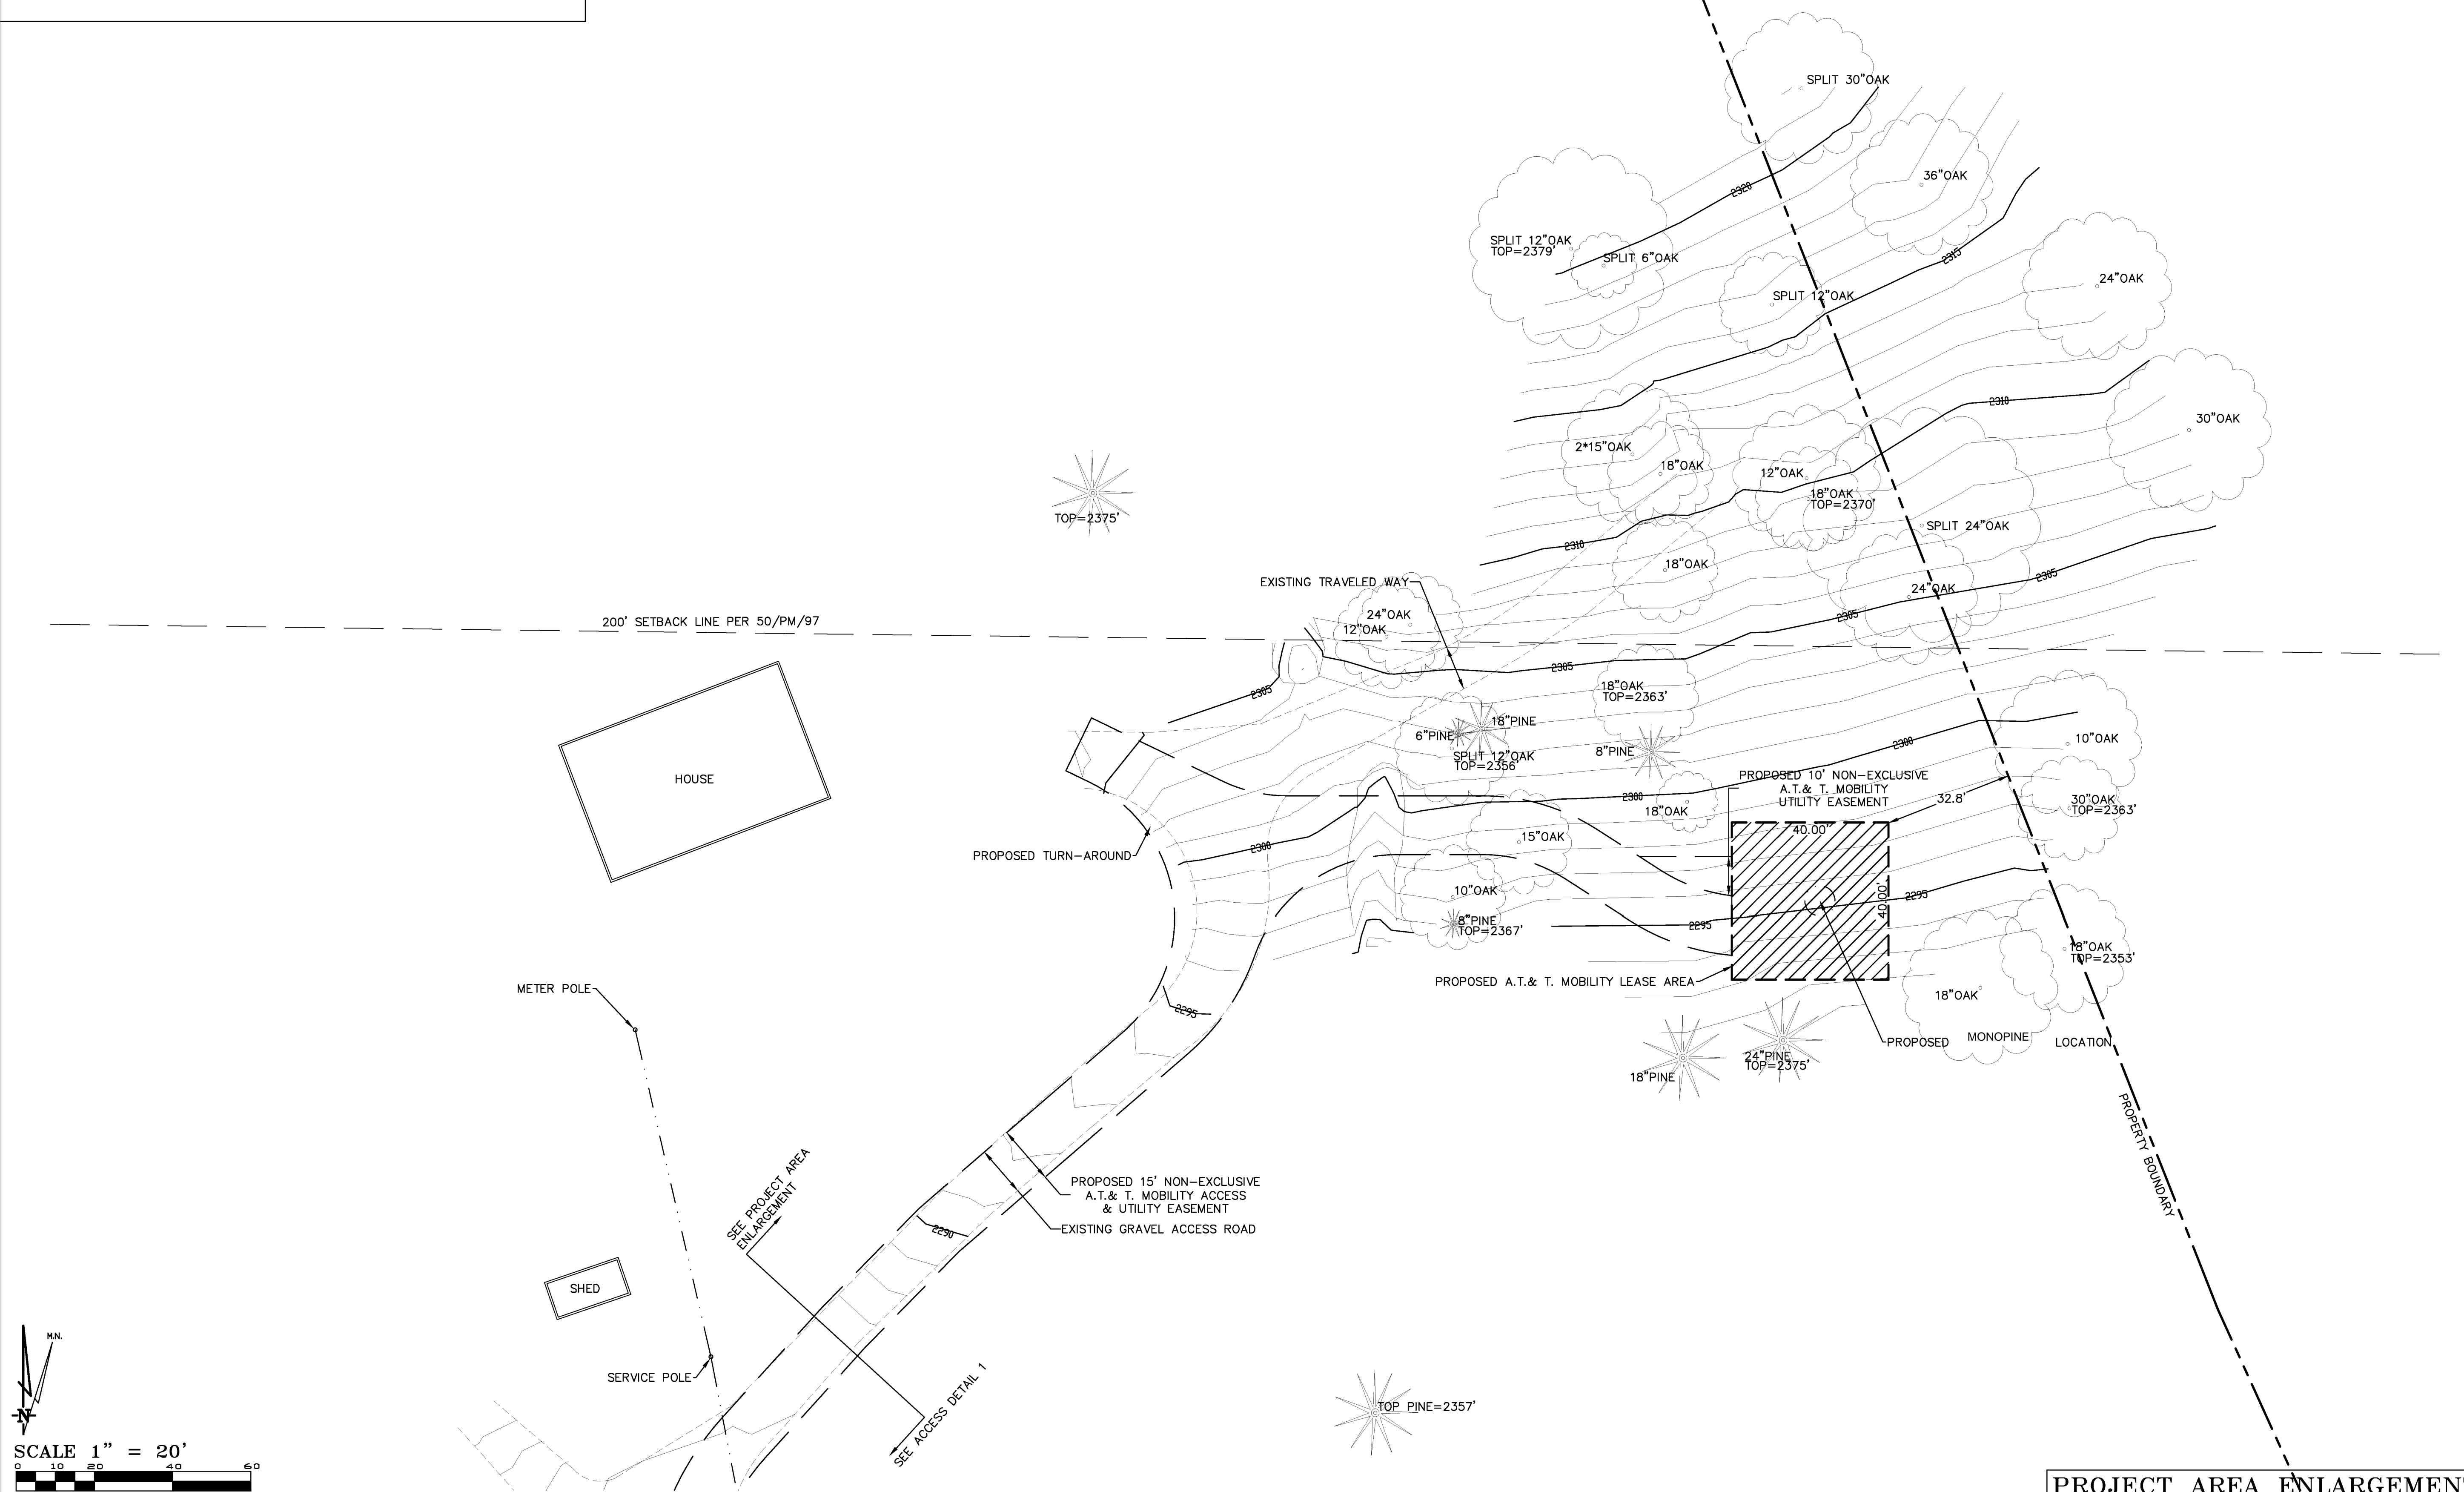 SPLIT 30"OAK
36"OAK
2320
SPLIT 12"OAK
TOP=2379'
SPLIT 6"OAK
2315
24"OAK
SPLIT 12"OAK
2310
30"OAK
2*15"OAK
18"OAK
12"OAK
18"OAK
TOP=2370'
TOP=2375'
SPLIT 24"OAK
2310
18"OAK
EXISTING TRAVELED WAY
2305
24"OAK
24"OAK
2305
200' SETBACK LINE PER 50/PM/97
12"OAK
2305
2305
18"OAK
TOP=2363'
18"PINE
6"PINE
SPLIT 12"OAK
TOP=2356'
8"PINE
2300
10"OAK
HOUSE
PROPOSED 10' NON-EXCLUSIVE
A.T.& T. MOBILITY
UTILITY EASEMENT
32.8'
2300
18"OAK
30"OAK
TOP=2363'
40.00'
15"OAK
2300
PROPOSED TURN-AROUND
10"OAK
40.00'
2295
8"PINE
TOP=2367'
2295
18"OAK
TOP=2353'
PROPOSED A.T.& T. MOBILITY LEASE AREA
METER POLE
18"OAK
2295
PROPOSED MONOPINE LOCATION
24"PINE
TOP=2375'
18"PINE
PROPERTY BOUNDARY
SEE PROJECT AREA
ENLARGEMENT
PROPOSED 15' NON-EXCLUSIVE
A.T.& T. MOBILITY ACCESS
& UTILITY EASEMENT
EXISTING GRAVEL ACCESS ROAD
2290
SHED
SERVICE POLE
SEE ACCESS DETAIL 1
TOP PINE=2357'
M.N.
N
SCALE 1" = 20'
0 10 20 40 60
PROJECT AREA ENLARGEMENT